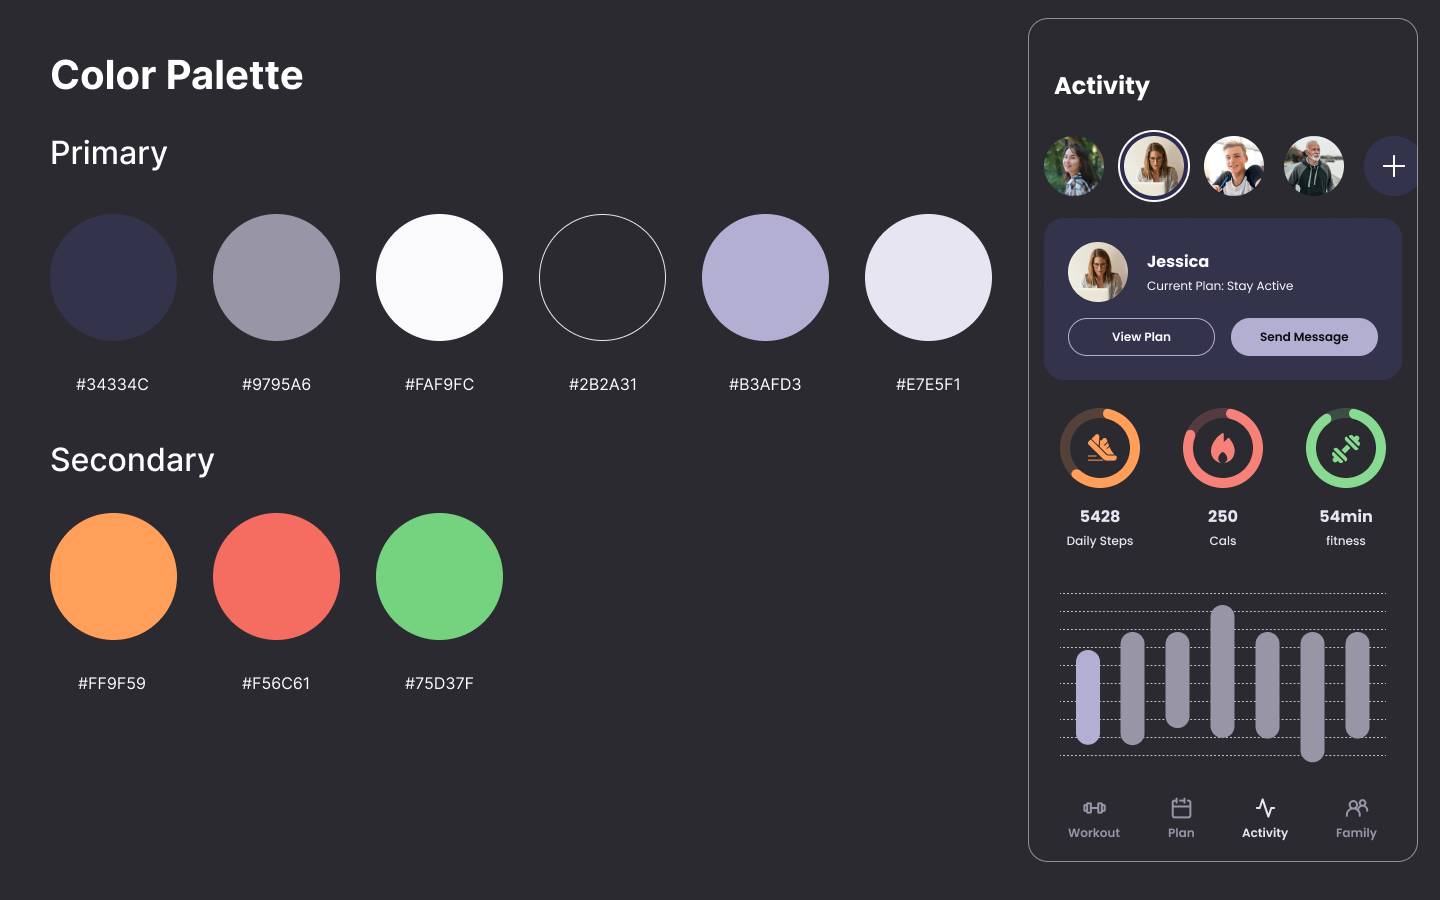 Color Palette
Primary
#34334C
#9795A6
#FAF9FC
#2B2A31
#B3AFD3
#E7E5F1
Secondary
#FF9F59
#F56C61
#75D37F
Activity
Jessica
Current Plan: Stay Active
View Plan
Send Message
5428
Daily Steps
250
Cals
54min
fitness
Workout
Plan
Activity
Family